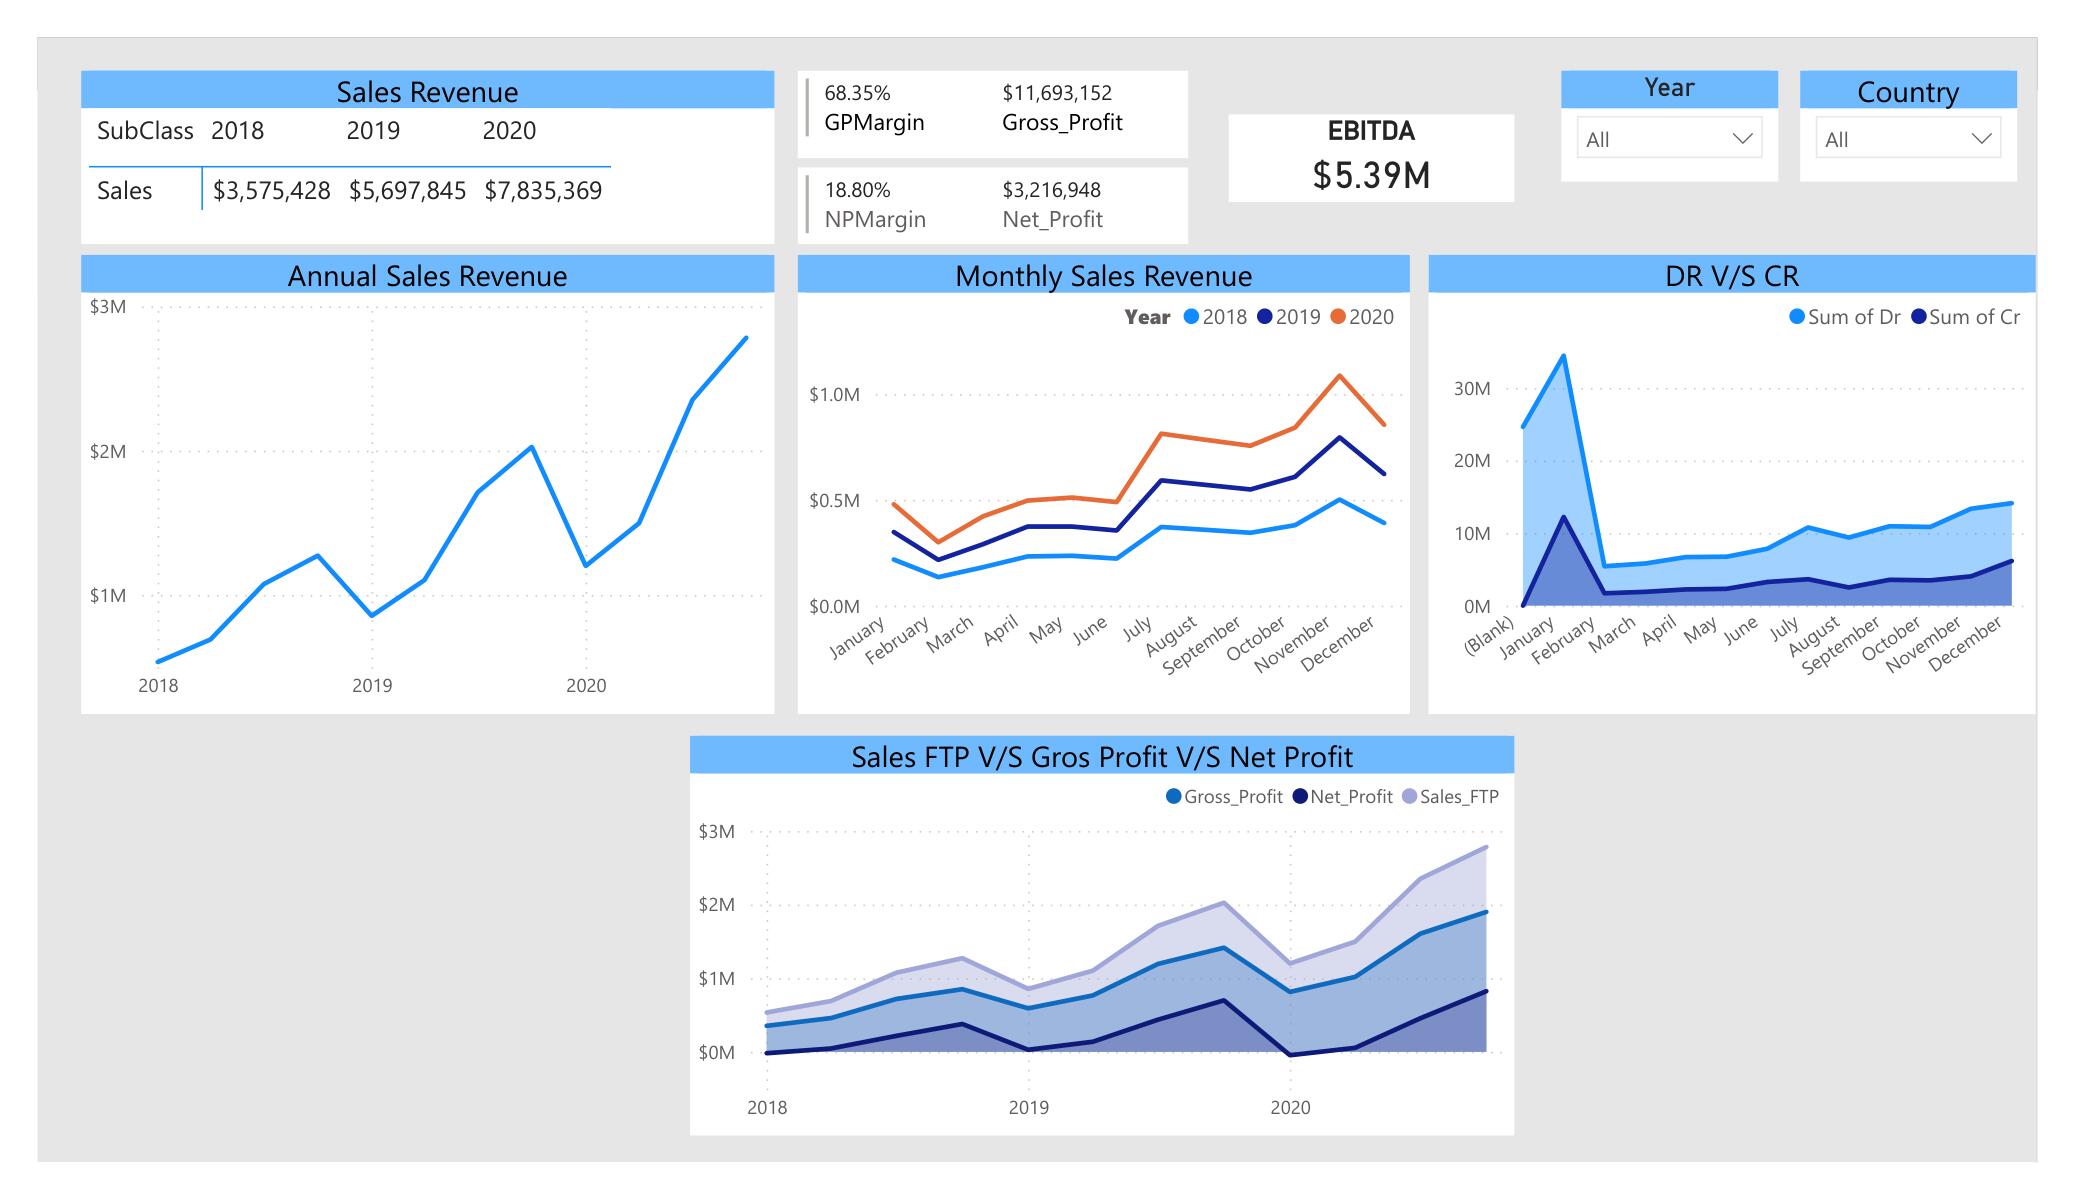 Sales Revenue
SubClass 2018 2019 2020
Sales $3,575,428 $5,697,845 $7,835,369
68.35% $11,693,152
GPMargin Gross_Profit
18.80% $3,216,948
NPMargin Net_Profit
EBITDA
$5.39M
Year
All
Country
All
Annual Sales Revenue
$3M
$2M
$1M
2018 2019 2020
Monthly Sales Revenue
Year 2018 2019 2020
$1.0M
$0.5M
$0.0M
January February March April May June July August September October November December
DR V/S CR
Sum of Dr Sum of Cr
30M
20M
10M
0M
(Blank) January February March April May June July August September October November December
Sales FTP V/S Gros Profit V/S Net Profit
Gross_Profit Net_Profit Sales_FTP
$3M
$2M
$1M
$0M
2018 2019 2020